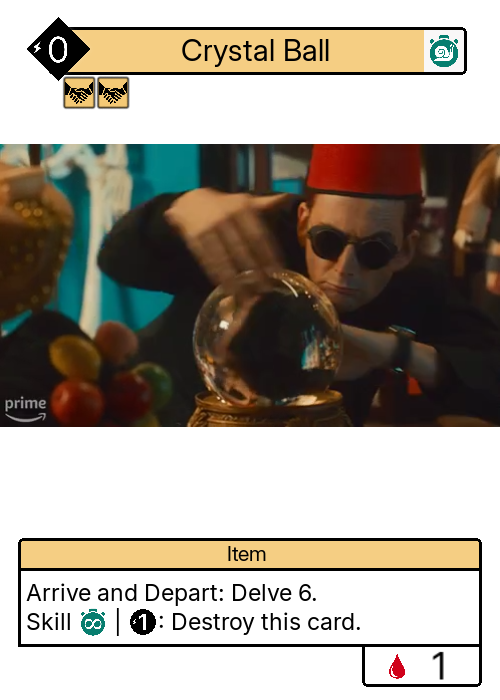 0
Crystal Ball
prime
Item
Arrive and Depart: Delve 6.
Skill | 1: Destroy this card.
1